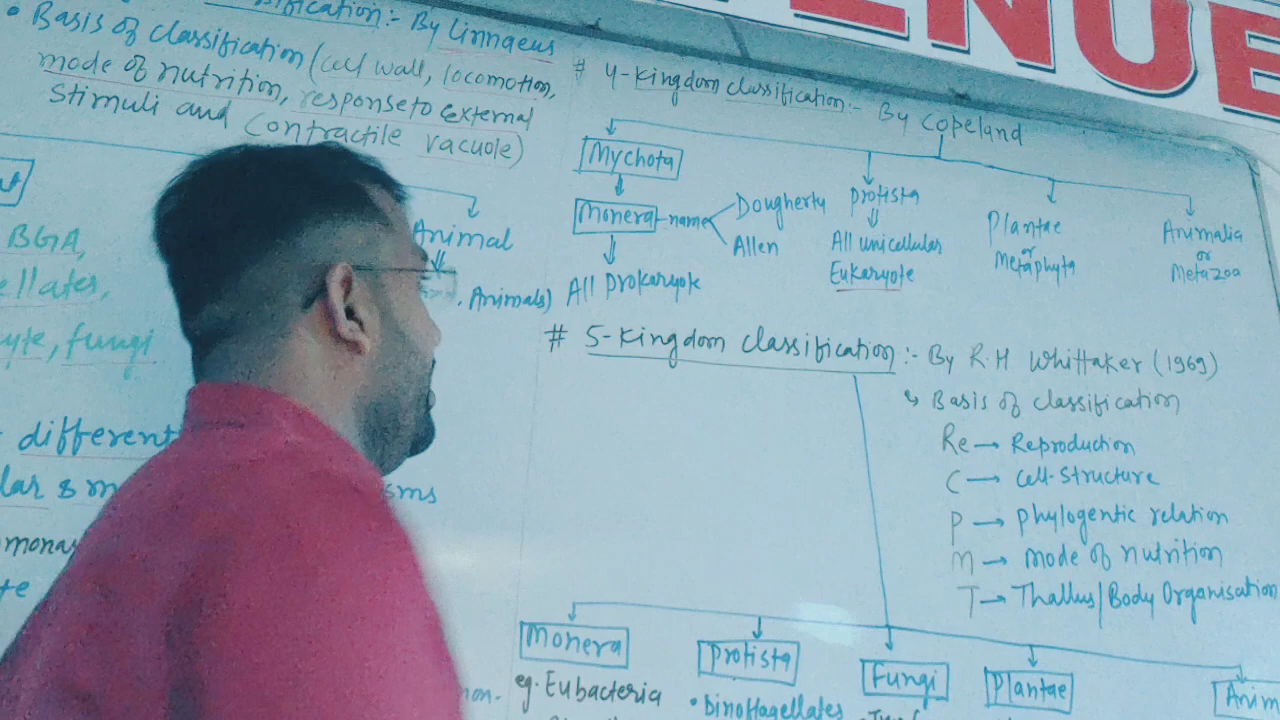 ENUE
sification:- By Linnaeus
• Basis of classification (cell wall, locomotion,
mode of nutrition, response to external
Stimuli and Contractile vacuole)
BGA,
ellates,
yte, fungi
Animal
, Animals)
different
lar & m sms
monas
te
non-
# 4-Kingdom classification:- By Copeland
Mychota
Monera - name Dougherty
Allen
All Prokaryote
Protista
All unicellular
Eukaryote
Plantae
or
Metaphyta
Animalia
or
Metazoa
# 5-Kingdom classification:- By R.H Whittaker (1969)
↳ Basis of classification
Re → Reproduction
C → Cell-Structure
P → Phylogentic relation
M → Mode of nutrition
T → Thallus/Body Organisation
Monera
eg. Eubacteria
Protista
• Dinoflagellates
Fungi
Plantae
Anim